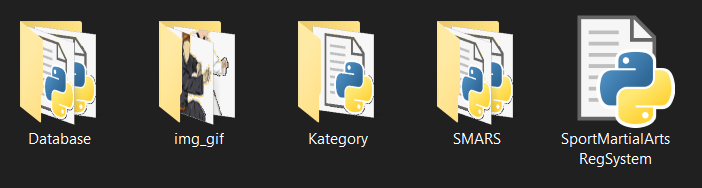 Database
img_gif
Kategory
SMARS
SportMartialArts
RegSystem